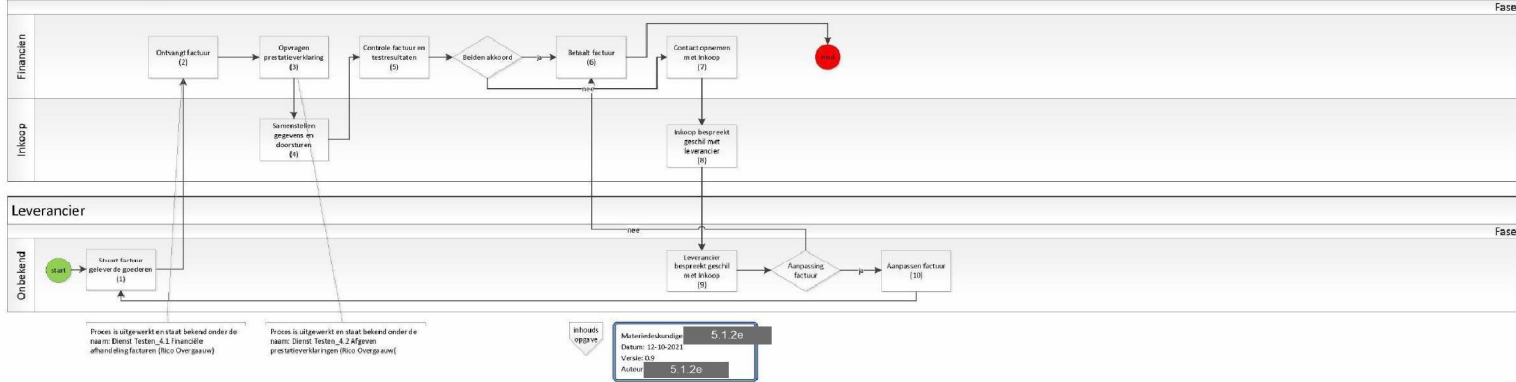 Fase
Financien
Ontvangt factuur
(2)
Opvragen
prestatieverklaring
(3)
Controle factuur en
testresultaten
(5)
Beiden akkoord
ja
Betaalt factuur
(6)
nee
Contact opnemen
met Inkoop
(7)
eind
Inkoop
Samenstellen
gegevens en
doorsturen
(4)
Inkoop bespreekt
geschil met
leverancier
(8)
Leverancier
Fase
Onbekend
start
Stuurt factuur
geleverde goederen
(1)
nee
Leverancier
bespreekt geschil
met Inkoop
(9)
Aanpassing
factuur
ja
Aanpassen factuur
(10)
Proces is uitgewerkt en staat bekend onder de
naam: Dienst Testen_4.1 Financiële
afhandeling facturen (Rico Overgaauw)
Proces is uitgewerkt en staat bekend onder de
naam: Dienst Testen_4.2 Afgeven
prestatieverklaringen (Rico Overgaauw)
inhouds
opgave
Materiedeskundige 5.1.2e
Datum: 12-10-2021
Versie: 0.9
Auteur 5.1.2e